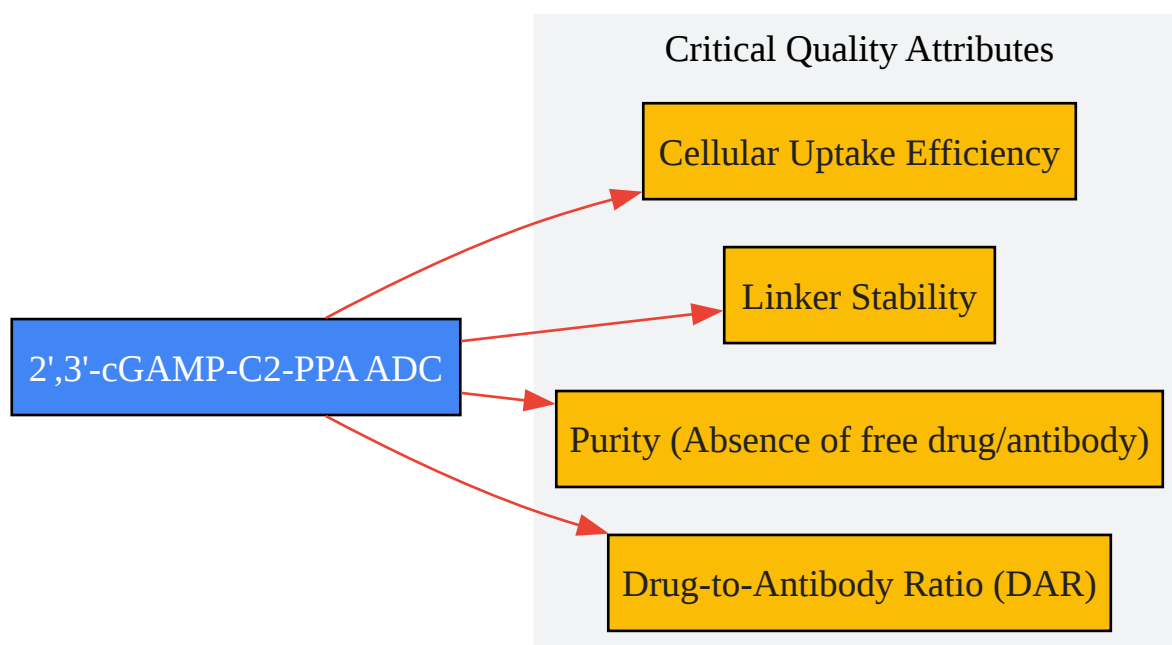 Critical Quality Attributes
Cellular Uptake Efficiency
Linker Stability
2',3'-cGAMP-C2-PPA ADC
Purity (Absence of free drug/antibody)
Drug-to-Antibody Ratio (DAR)